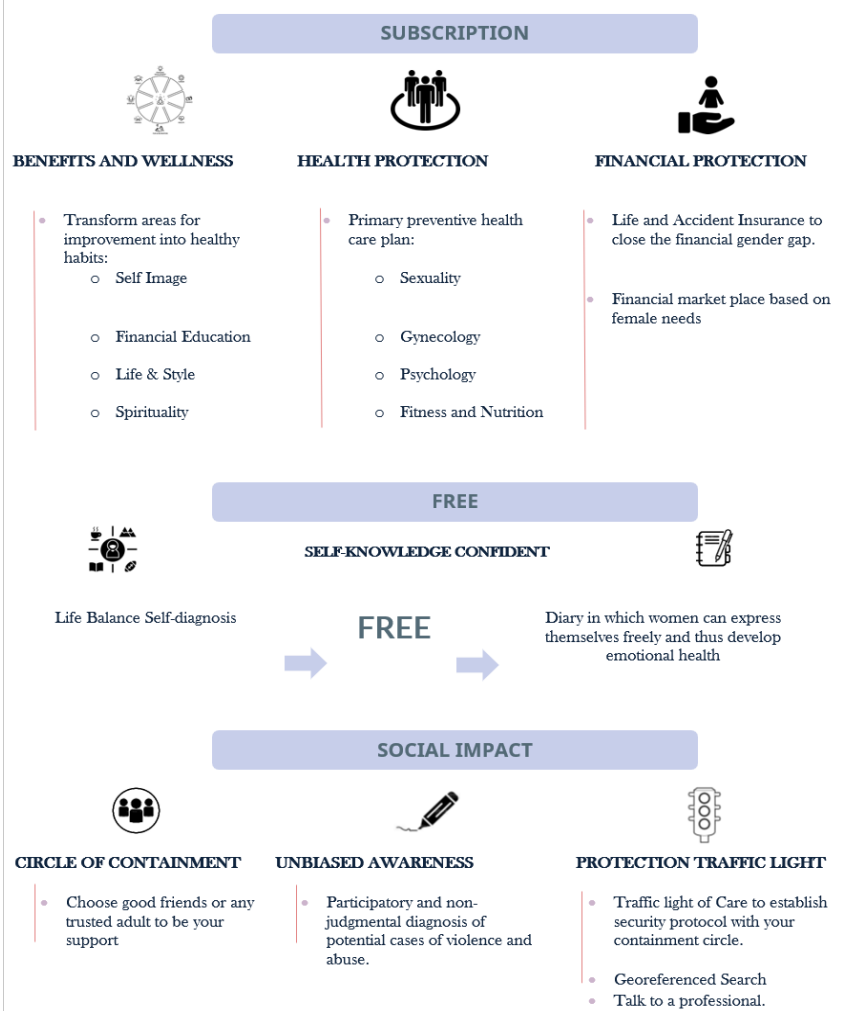 SUBSCRIPTION
BENEFITS AND WELLNESS
Transform areas for
improvement into healthy
habits:
o Self Image
o Financial Education
o Life & Style
o Spirituality
HEALTH PROTECTION
Primary preventive health
care plan:
o Sexuality
o Gynecology
o Psychology
o Fitness and Nutrition
FINANCIAL PROTECTION
Life and Accident Insurance to
close the financial gender gap.
Financial market place based on
female needs
FREE
SELF-KNOWLEDGE CONFIDENT
Life Balance Self-diagnosis
FREE
Diary in which women can express
themselves freely and thus develop
emotional health
SOCIAL IMPACT
CIRCLE OF CONTAINMENT
Choose good friends or any
trusted adult to be your
support
UNBIASED AWARENESS
Participatory and non-
judgmental diagnosis of
potential cases of violence and
abuse.
PROTECTION TRAFFIC LIGHT
Traffic light of Care to establish
security protocol with your
containment circle.
Georeferenced Search
Talk to a professional.